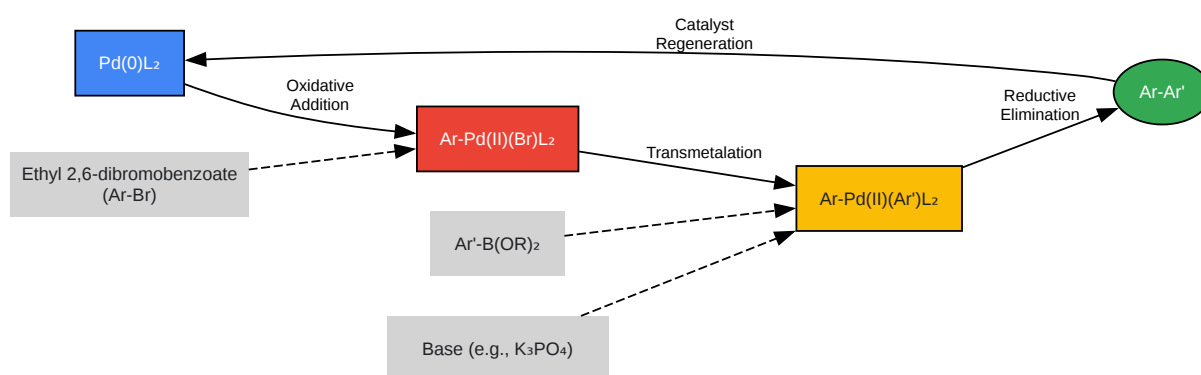 Catalyst
Regeneration
Pd(0)L₂
Oxidative
Addition
Ar-Ar'
Reductive
Elimination
Ar-Pd(II)(Br)L₂
Transmetalation
Ethyl 2,6-dibromobenzoate
(Ar-Br)
Ar-Pd(II)(Ar')L₂
Ar'-B(OR)₂
Base (e.g., K₃PO₄)